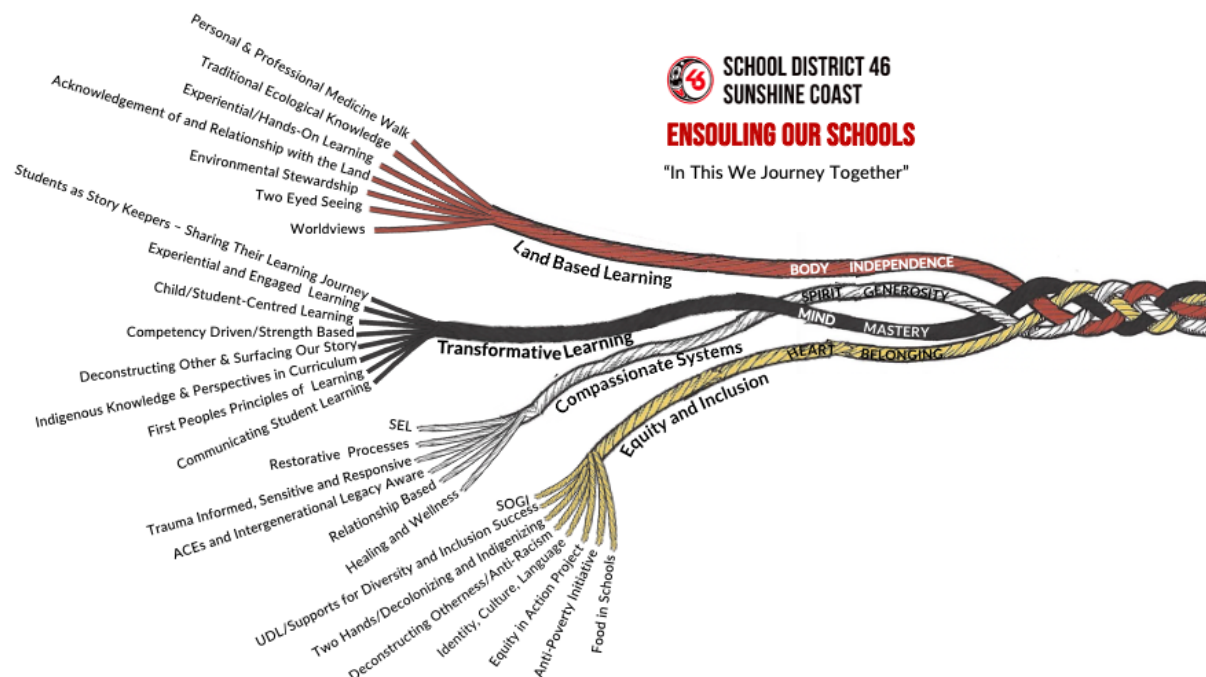 46
SCHOOL DISTRICT 46
SUNSHINE COAST
ENSOULING OUR SCHOOLS
“In This We Journey Together”
Personal & Professional Medicine Walk
Traditional Ecological Knowledge
Experiential/Hands-On Learning
Acknowledgement of and Relationship with the Land
Environmental Stewardship
Two Eyed Seeing
Worldviews
Land Based Learning
BODY INDEPENDENCE
Students as Story Keepers – Sharing Their Learning Journey
Experiential and Engaged Learning
Child/Student-Centred Learning
Competency Driven/Strength Based
Deconstructing Other & Surfacing Our Story
Indigenous Knowledge & Perspectives in Curriculum
First Peoples Principles of Learning
Communicating Student Learning
Transformative Learning
MIND MASTERY
SEL
Restorative Processes
Trauma Informed, Sensitive and Responsive
ACEs and Intergenerational Legacy Aware
Relationship Based
Healing and Wellness
Compassionate Systems
SPIRIT GENEROSITY
SOGI
UDL/Supports for Diversity and Inclusion Success
Two Hands/Decolonizing and Indigenizing
Deconstructing Otherness/Anti-Racism
Identity, Culture, Language
Equity in Action Project
Anti-Poverty Initiative
Food in Schools
Equity and Inclusion
HEART BELONGING